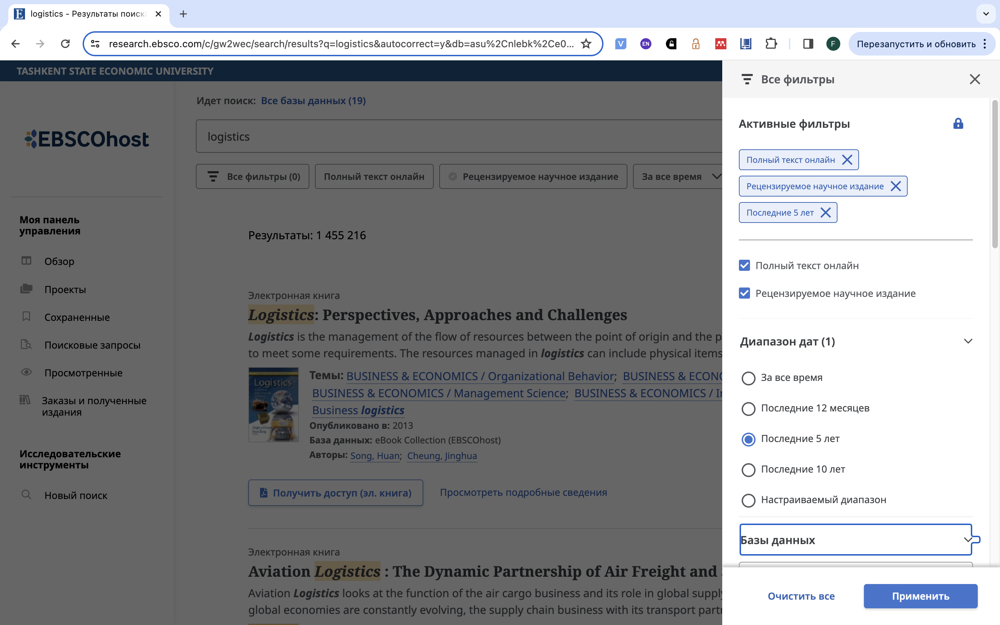 logistics - Результаты поиск
research.ebsco.com/c/gw2wec/search/results?q=logistics&autocorrect=y&db=asu%2Cnlebk%2Ce0...
V
EN
F
Перезапустить и обновить
TASHKENT STATE ECONOMIC UNIVERSITY
EBSCOhost
Моя панель
управления
Обзор
Проекты
Сохраненные
Поисковые запросы
Просмотренные
Заказы и полученные
издания
Исследовательские
инструменты
Новый поиск
Идет поиск: Все базы данных (19)
logistics
Все фильтры (0)
Полный текст онлайн
Рецензируемое научное издание
За все время
Результаты: 1 455 216
Электронная книга
Logistics: Perspectives, Approaches and Challenges
Logistics is the management of the flow of resources between the point of origin and the p
to meet some requirements. The resources managed in logistics can include physical items
Logistics
Темы: BUSINESS & ECONOMICS / Organizational Behavior; BUSINESS & ECONO
BUSINESS & ECONOMICS / Management Science; BUSINESS & ECONOMICS / In
Business logistics
Опубликовано в: 2013
База данных: eBook Collection (EBSCOhost)
Авторы: Song, Huan; Cheung, Jinghua
Получить доступ (эл. книга)
Просмотреть подробные сведения
Электронная книга
Aviation Logistics : The Dynamic Partnership of Air Freight and
Aviation Logistics looks at the function of the air cargo business and its role in global supply
global economies are constantly evolving, the supply chain business with its transport part
Все фильтры
Активные фильтры
Полный текст онлайн
Рецензируемое научное издание
Последние 5 лет
Полный текст онлайн
Рецензируемое научное издание
Диапазон дат (1)
За все время
Последние 12 месяцев
Последние 5 лет
Последние 10 лет
Настраиваемый диапазон
Базы данных
Очистить все
Применить